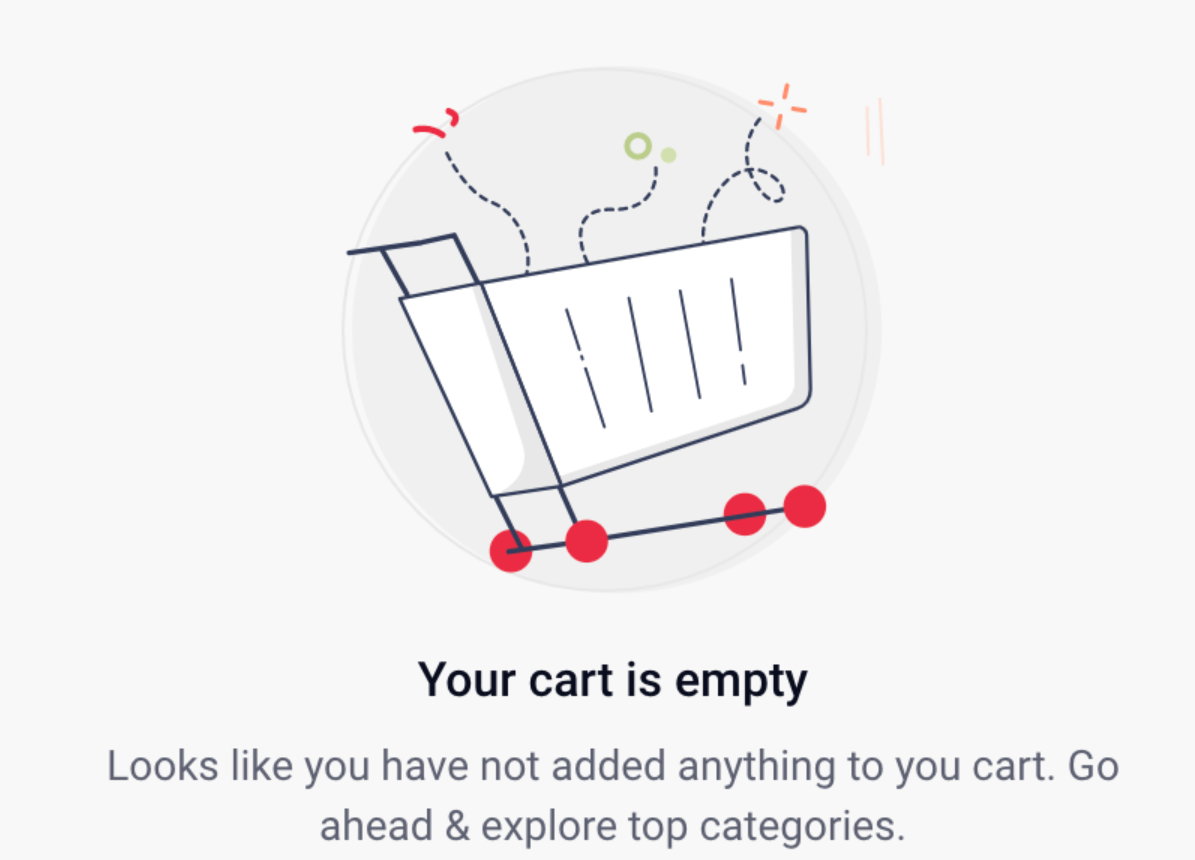 Your cart is empty
Looks like you have not added anything to you cart. Go
ahead & explore top categories.